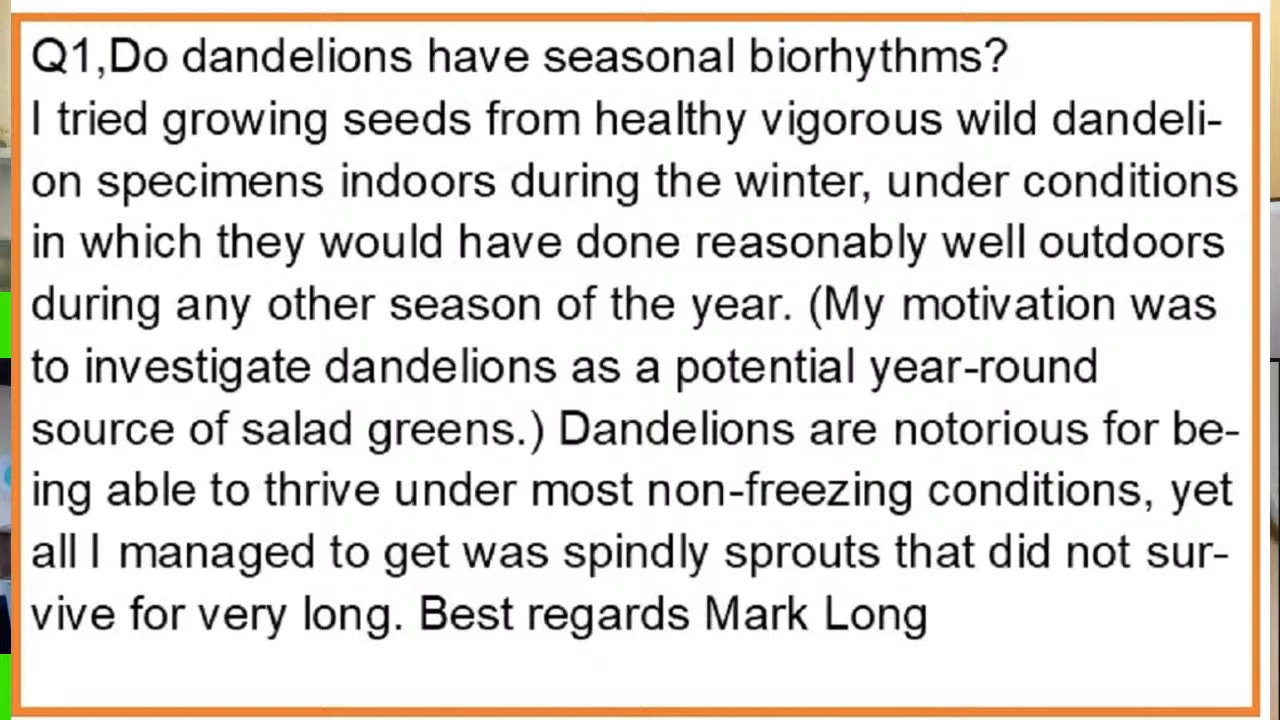 Q1,Do dandelions have seasonal biorhythms?
I tried growing seeds from healthy vigorous wild dandeli-
on specimens indoors during the winter, under conditions
in which they would have done reasonably well outdoors
during any other season of the year. (My motivation was
to investigate dandelions as a potential year-round
source of salad greens.) Dandelions are notorious for be-
ing able to thrive under most non-freezing conditions, yet
all I managed to get was spindly sprouts that did not sur-
vive for very long. Best regards Mark Long